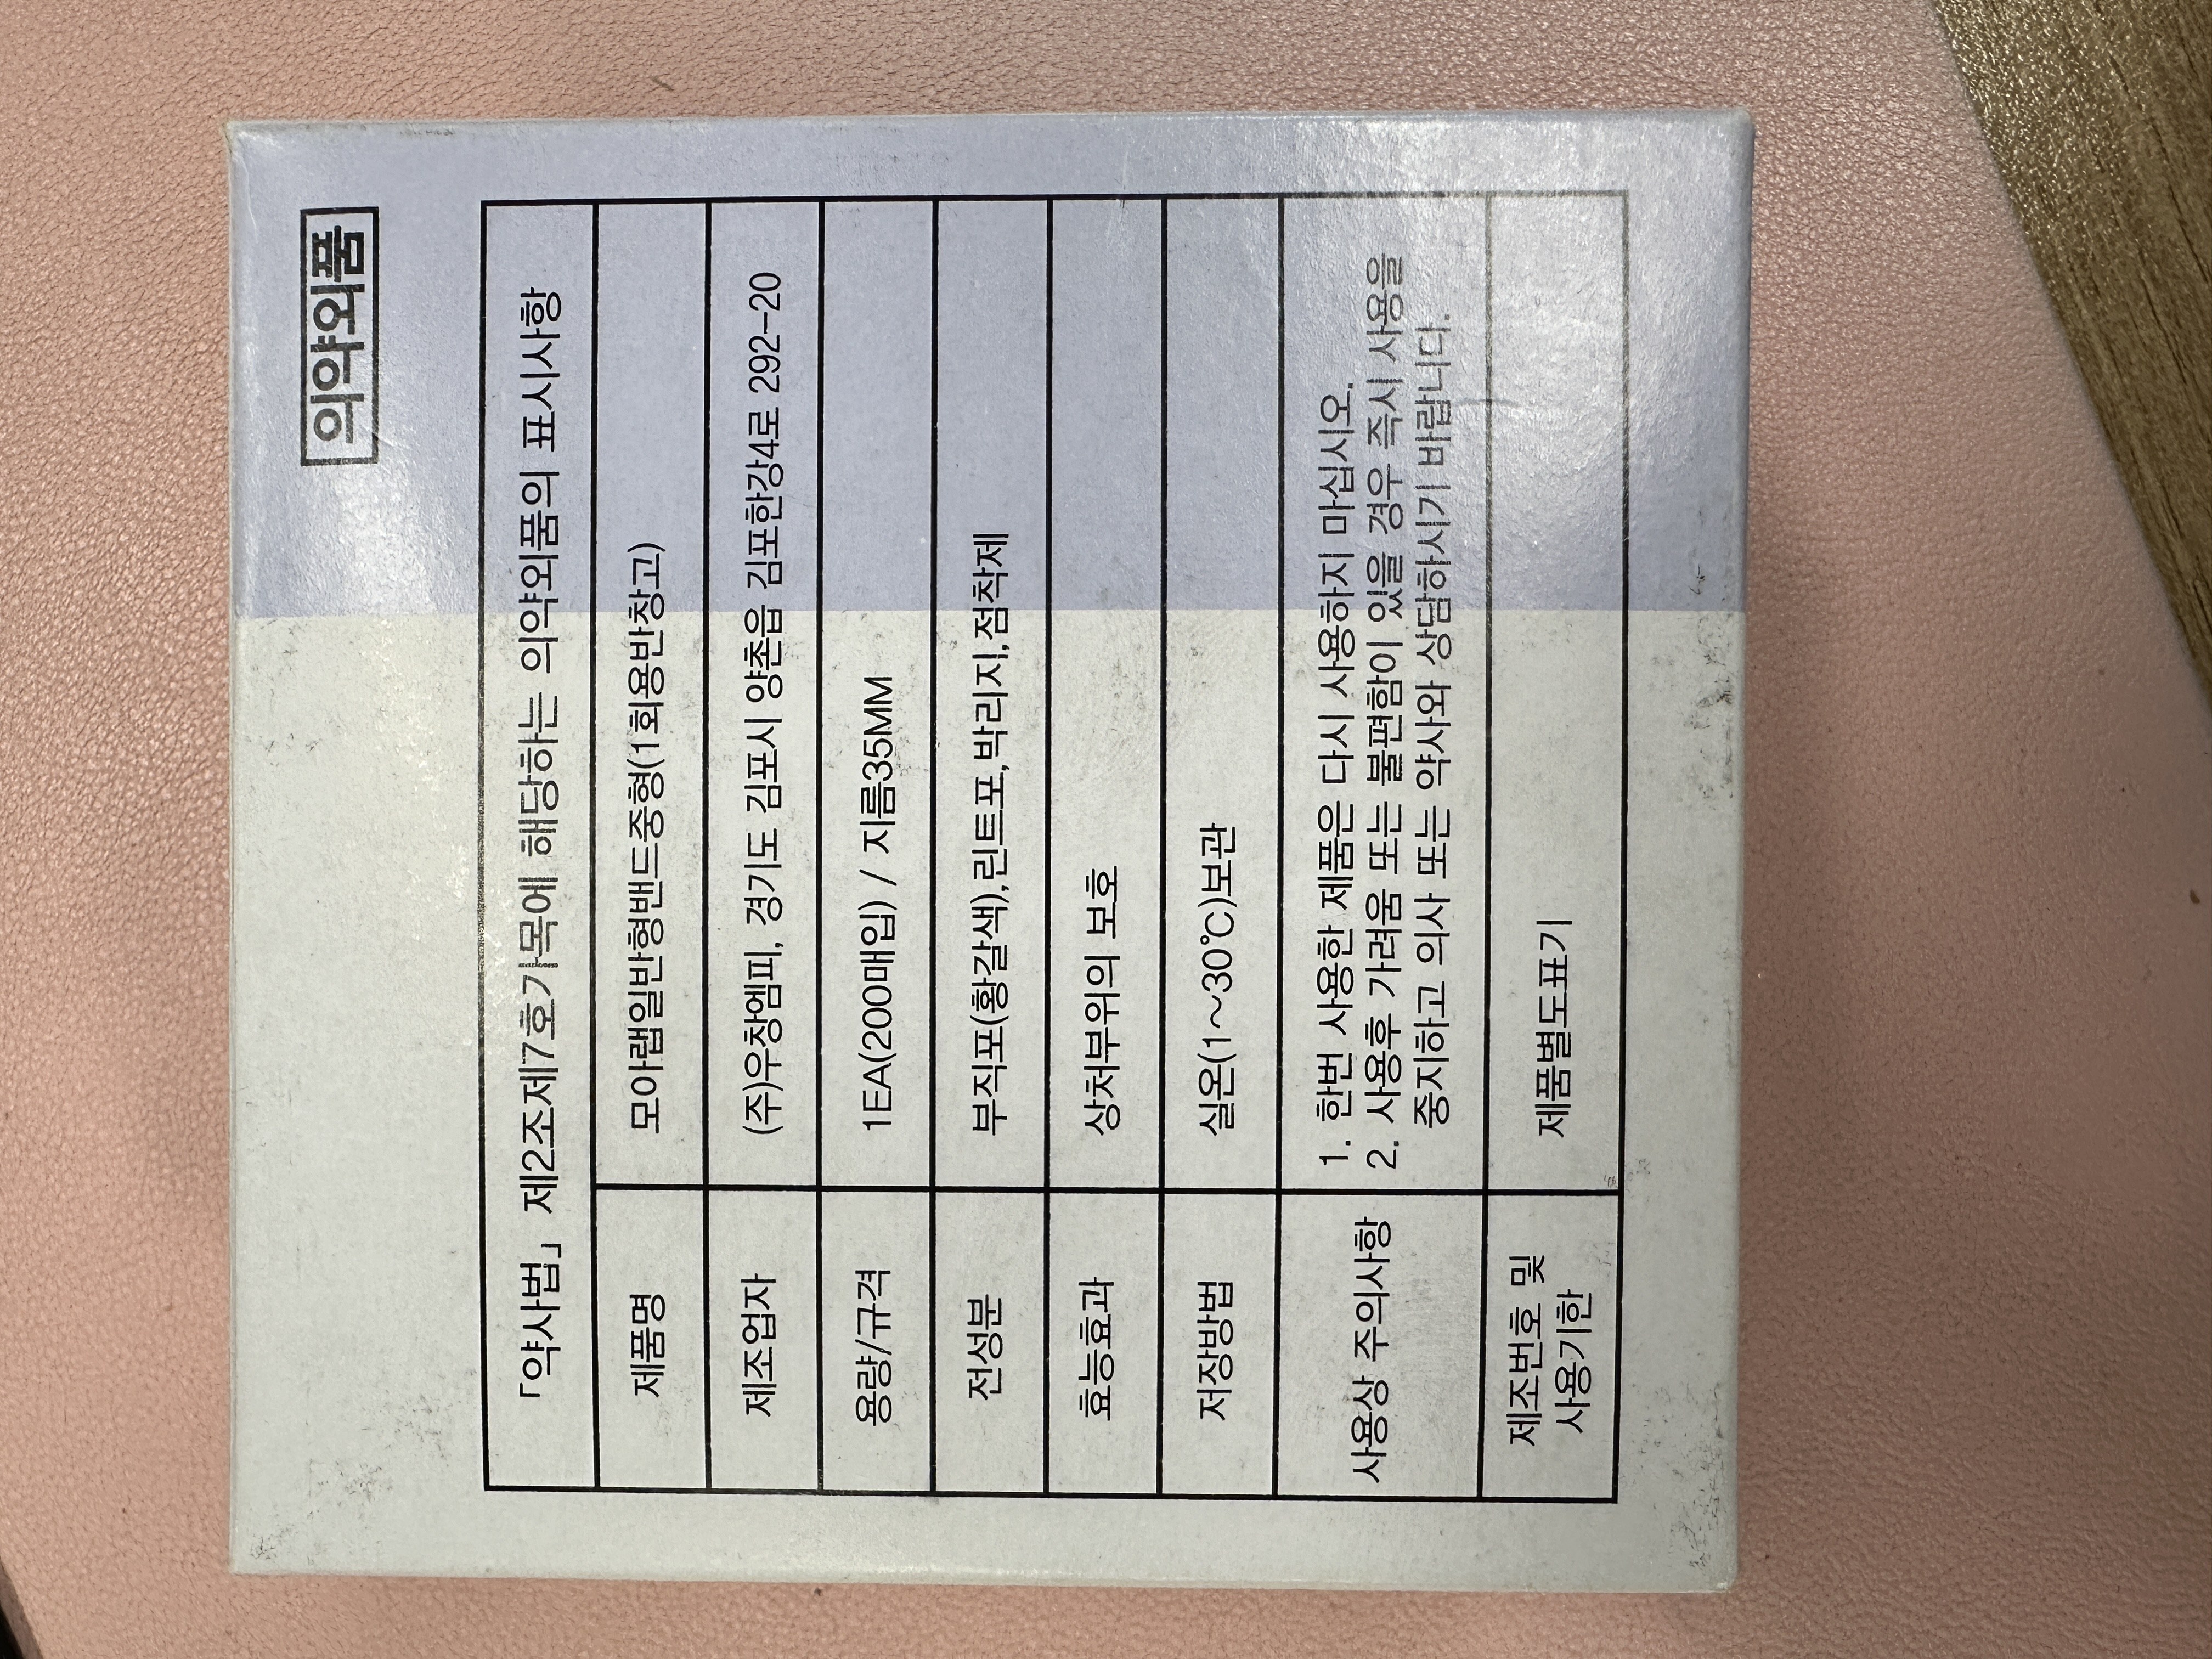 의약외품
「약사법」 제2조제7호가목에 해당하는 의약외품의 표시사항
제품명 모아랩일반형밴드중형(1회용반창고)
제조업자 (주)우창엠피, 경기도 김포시 양촌읍 김포한강4로 292-20
용량/규격 1EA(200매입) / 지름35MM
전성분 부직포(황갈색),린트포,박리지,점착제
효능효과 상처부위의 보호
저장방법 실온(1~30℃)보관
사용상 주의사항 1. 한번 사용한 제품은 다시 사용하지 마십시오.
2. 사용후 가려움 또는 불편함이 있을 경우 즉시 사용을
중지하고 의사 또는 약사와 상담하시기 바랍니다.
제조번호 및
사용기한
제품별도표기